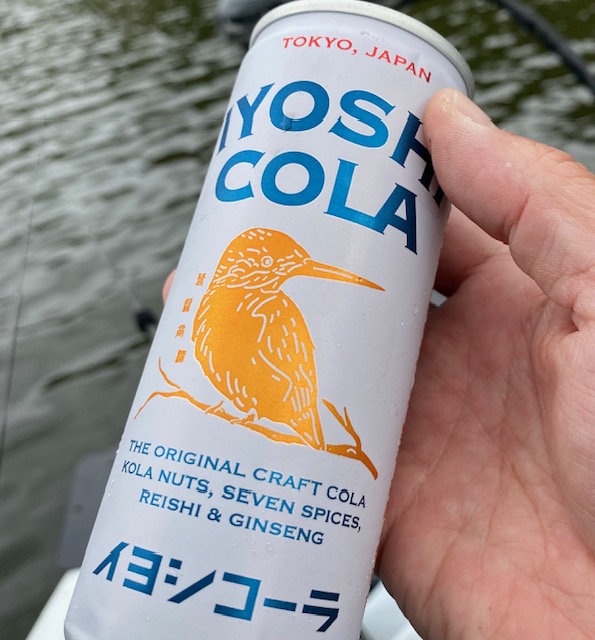 TOKYO, JAPAN
IYOSHI
COLA
THE ORIGINAL CRAFT COLA
KOLA NUTS, SEVEN SPICES,
REISHI & GINSENG
イヨシコーラ